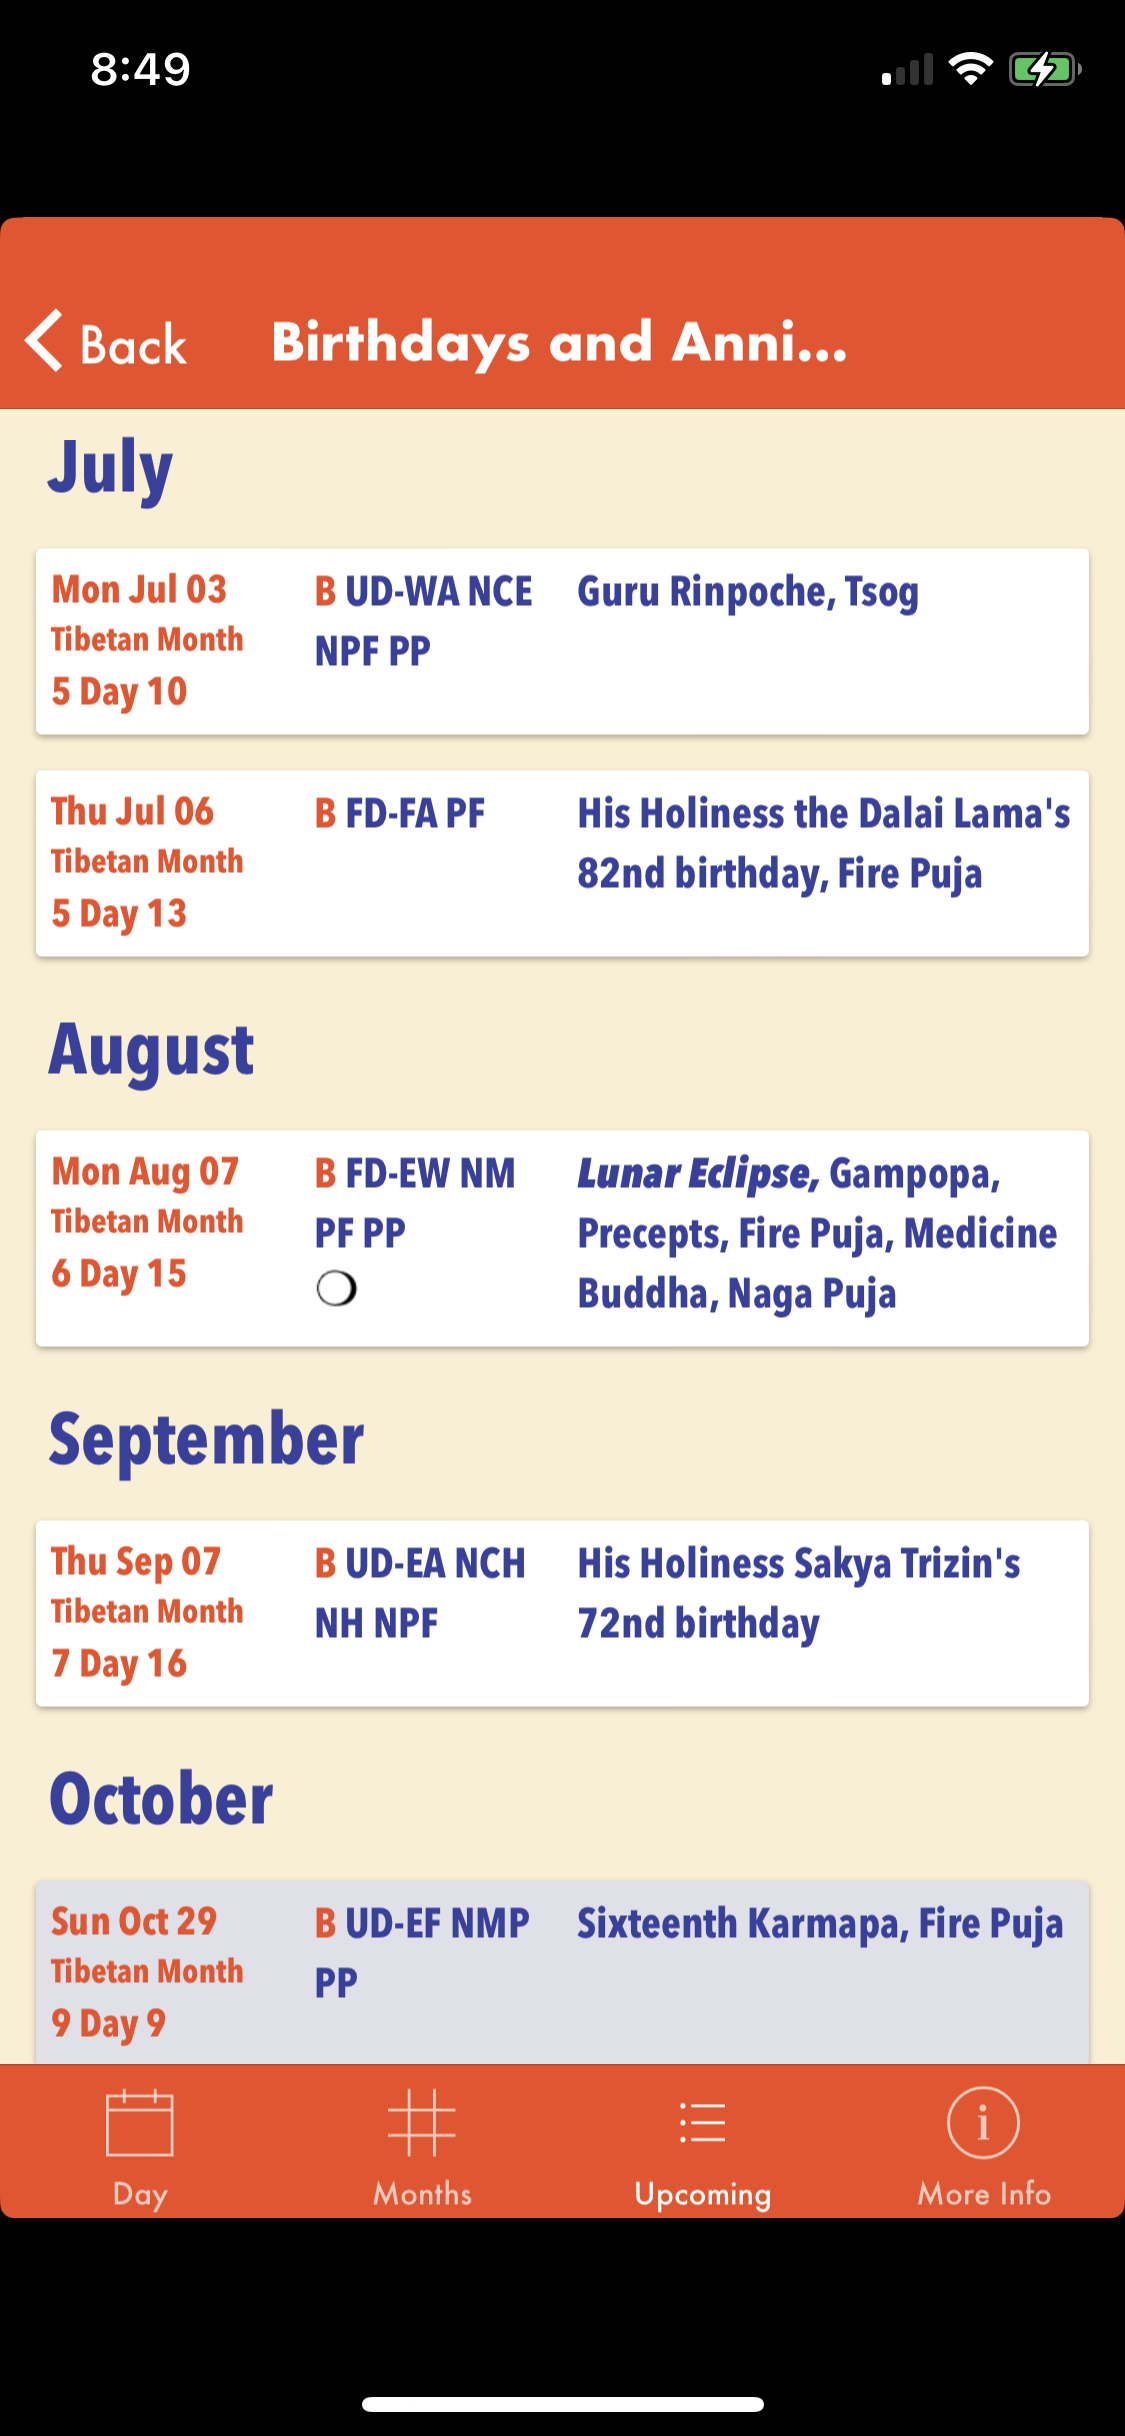 8:49
Back
Birthdays and Anni...
July
Mon Jul 03
Tibetan Month
5 Day 10
B UD-WA NCE
NPF PP
Guru Rinpoche, Tsog
Thu Jul 06
Tibetan Month
5 Day 13
B FD-FA PF
His Holiness the Dalai Lama's
82nd birthday, Fire Puja
August
Mon Aug 07
Tibetan Month
6 Day 15
B FD-EW NM
PF PP
Lunar Eclipse, Gampopa,
Precepts, Fire Puja, Medicine
Buddha, Naga Puja
September
Thu Sep 07
Tibetan Month
7 Day 16
B UD-EA NCH
NH NPF
His Holiness Sakya Trizin's
72nd birthday
October
Sun Oct 29
Tibetan Month
9 Day 9
B UD-EF NMP
PP
Sixteenth Karmapa, Fire Puja
Day
Months
Upcoming
More Info